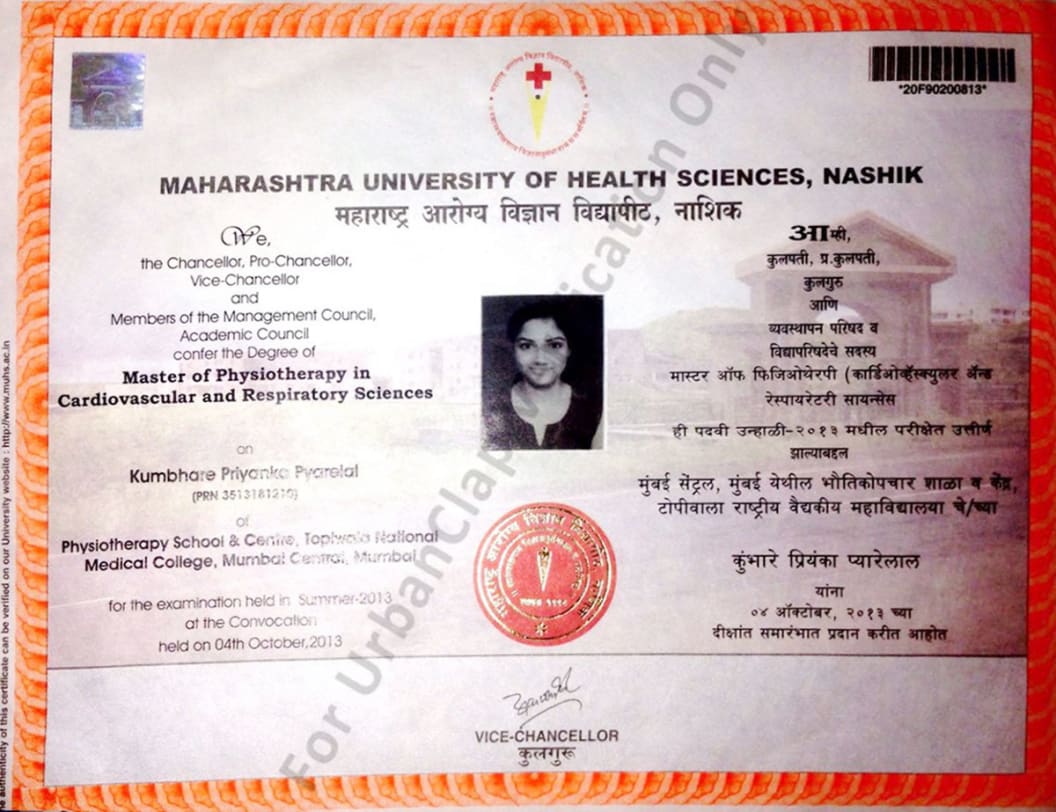 *20F90200813*
MAHARASHTRA UNIVERSITY OF HEALTH SCIENCES, NASHIK
महाराष्ट्र आरोग्य विज्ञान विद्यापीठ, नाशिक
We,
the Chancellor, Pro-Chancellor,
Vice-Chancellor
and
Members of the Management Council,
Academic Council
confer the Degree of
Master of Physiotherapy in
Cardiovascular and Respiratory Sciences
on
Kumbhare Priyanka Pyarelal
(PRN 3513181210)
of
Physiotherapy School & Centre, Topiwala National
Medical College, Mumbai Central, Mumbai
for the examination held in Summer-2013
at the Convocation
held on 04th October,2013
आम्ही,
कुलपती, प्र.कुलपती,
कुलगुरु
आणि
व्यवस्थापन परिषद व
विद्यापरिषदेचे सदस्य
मास्टर ऑफ फिजिओथेरपी (कार्डिओव्हॅस्क्युलर ॲन्ड
रेस्पायरेटरी सायन्सेस
ही पदवी उन्हाळी-२०१३ मधील परीक्षेत उत्तीर्ण
झाल्याबद्दल
मुंबई सेंट्रल, मुंबई येथील भौतिकोपचार शाळा व केंद्र,
टोपीवाला राष्ट्रीय वैद्यकीय महाविद्यालया चे/च्या
कुंभारे प्रियंका प्यारेलाल
यांना
०४ ऑक्टोबर, २०१३ च्या
दीक्षांत समारंभात प्रदान करीत आहोत
VICE-CHANCELLOR
कुलगुरू
he authenticity of this certificate can be verified on our University website : http://www.muhs.ac.in
For UrbanClap Verification Only